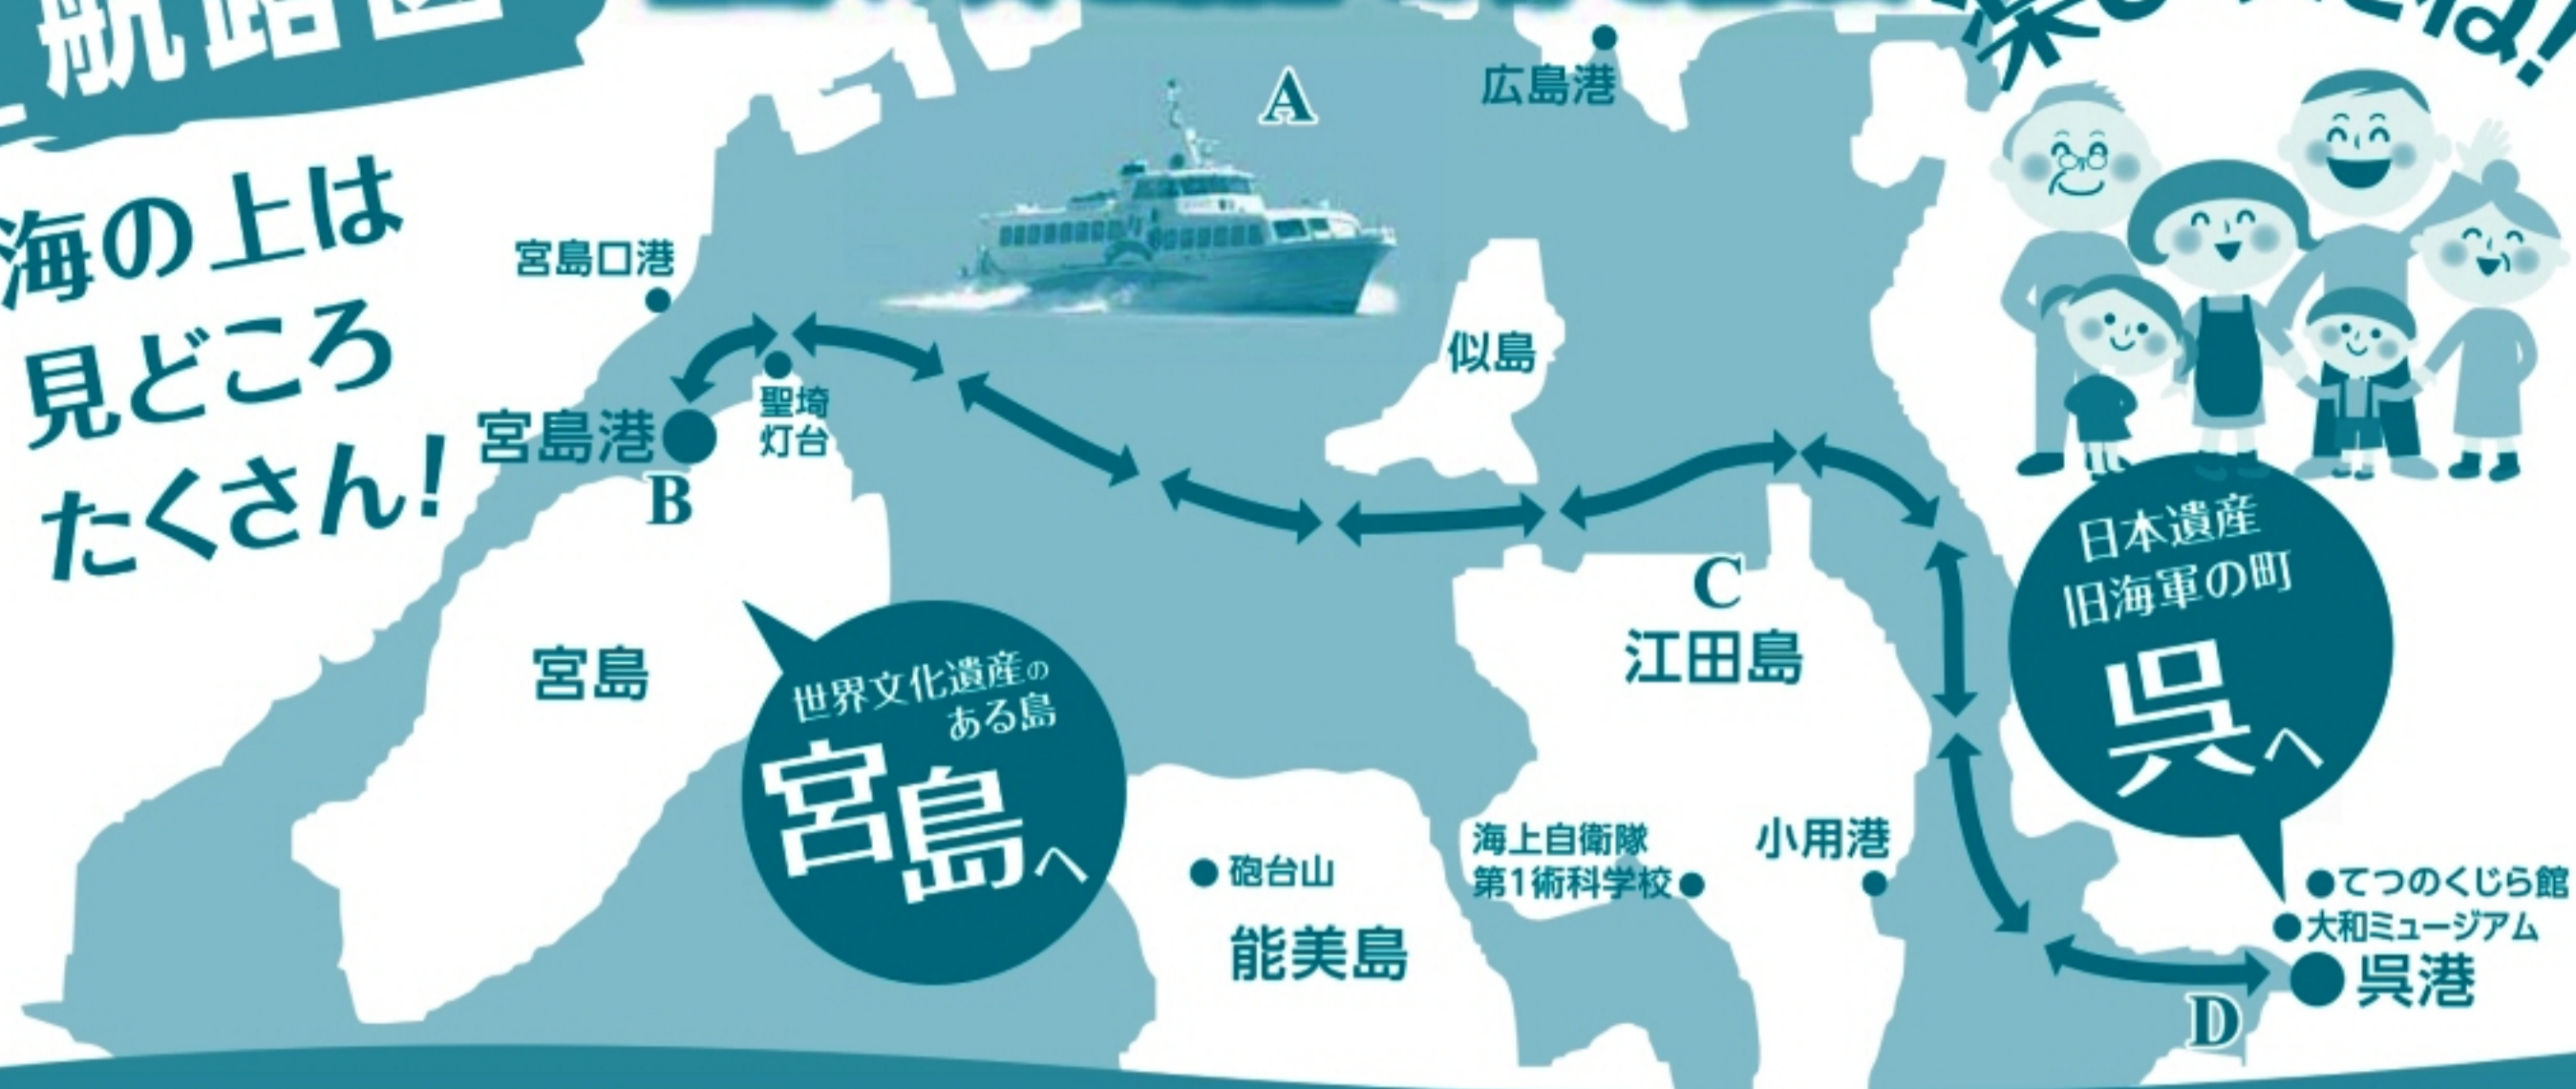 航路図
楽しんでね!
海の上は
見どころ
たくさん!
A
広島港
宮島口港
似島
聖埼
灯台
宮島港
B
宮島
世界文化遺産の
ある島
宮島へ
C
江田島
日本遺産
旧海軍の町
呉へ
砲台山
能美島
海上自衛隊
第1術科学校
小用港
てつのくじら館
大和ミュージアム
呉港
D